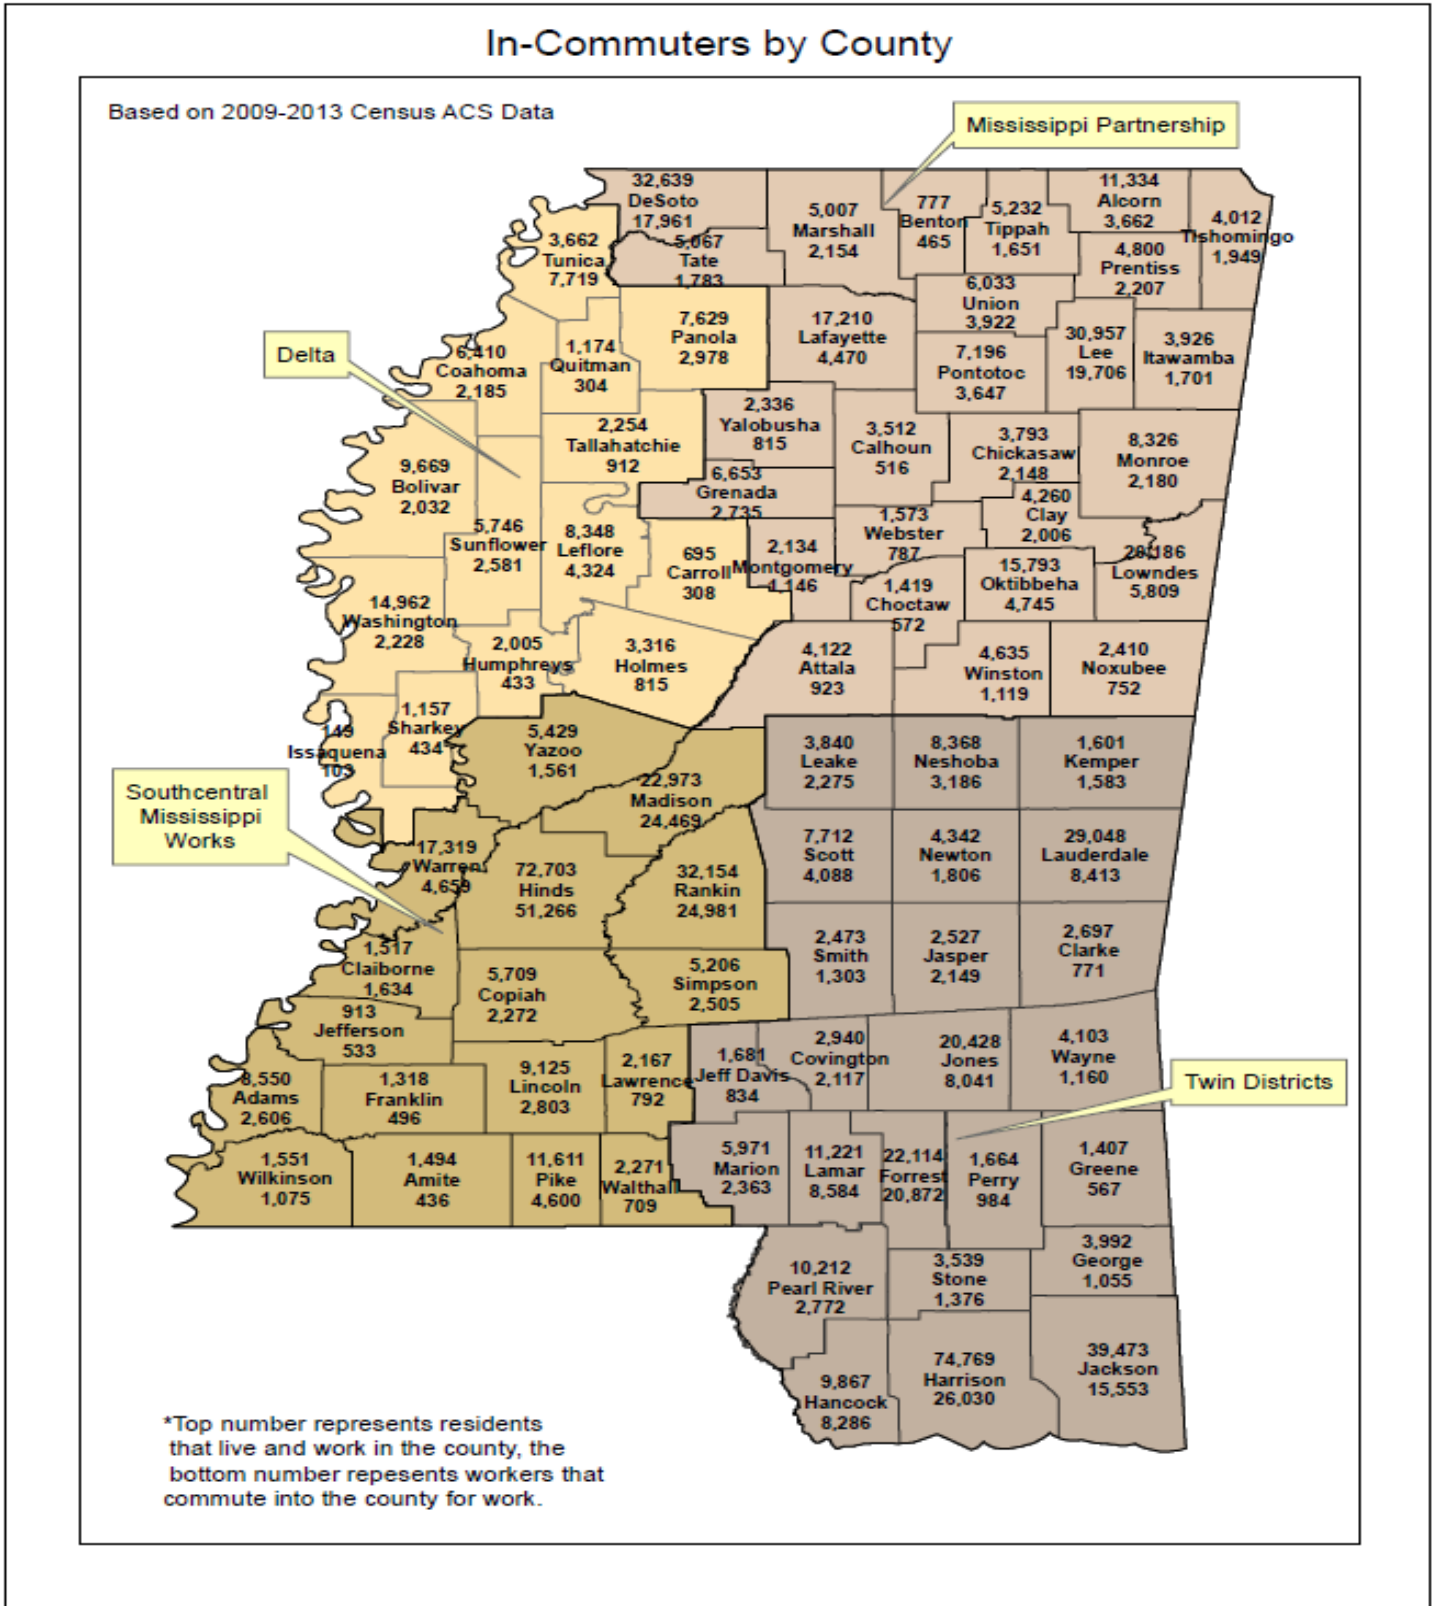 In-Commuters by County
Based on 2009-2013 Census ACS Data
Mississippi Partnership
32,639
DeSoto
17,961
5,007
Marshall
2,154
777
Benton
465
5,232
Tippah
1,651
11,334
Alcorn
3,662
4,012
Tishomingo
1,949
3,662
Tunica
7,719
5,067
Tate
1,783
4,800
Prentiss
2,207
6,033
Union
3,922
7,629
Panola
2,978
17,210
Lafayette
4,470
7,196
Pontotoc
3,647
30,957
Lee
19,706
3,926
Itawamba
1,701
Delta
6,410
Coahoma
2,185
1,174
Quitman
304
2,254
Tallahatchie
912
2,336
Yalobusha
815
3,512
Calhoun
516
3,793
Chickasaw
2,148
8,326
Monroe
2,180
9,669
Bolivar
2,032
6,653
Grenada
2,735
4,260
Clay
2,006
5,746
Sunflower
2,581
8,348
Leflore
4,324
695
Carroll
308
2,134
Montgomery
1,573
Webster
787
1,419
Choctaw
572
15,793
Oktibbeha
4,745
Lowndes
5,809
14,962
Washington
2,228
2,005
Humphreys
433
3,316
Holmes
815
4,122
Attala
923
4,635
Winston
1,119
2,410
Noxubee
752
149
Issaquena
103
1,157
Sharkey
434
5,429
Yazoo
1,561
22,973
Madison
24,469
3,840
Leake
2,275
8,368
Neshoba
3,186
1,601
Kemper
1,583
Southcentral
Mississippi
Works
17,319
Warren
4,659
72,703
Hinds
51,266
32,154
Rankin
24,981
7,712
Scott
4,088
4,342
Newton
1,806
29,048
Lauderdale
8,413
1,517
Claiborne
1,634
5,709
Copiah
2,272
5,206
Simpson
2,505
2,473
Smith
1,303
2,527
Jasper
2,149
2,697
Clarke
771
913
Jefferson
533
8,550
Adams
2,606
1,318
Franklin
496
9,125
Lincoln
2,803
2,167
Lawrence
792
1,681
Jeff Davis
834
2,940
Covington
2,117
20,428
Jones
8,041
4,103
Wayne
1,160
Twin Districts
1,551
Wilkinson
1,075
1,494
Amite
436
11,611
Pike
4,600
2,271
Walthall
709
5,971
Marion
2,363
11,221
Lamar
8,584
22,114
Forrest
20,872
1,664
Perry
984
1,407
Greene
567
10,212
Pearl River
2,772
3,539
Stone
1,376
3,992
George
1,055
9,867
Hancock
8,286
74,769
Harrison
26,030
39,473
Jackson
15,553
*Top number represents residents
that live and work in the county, the
bottom number repesents workers that
commute into the county for work.